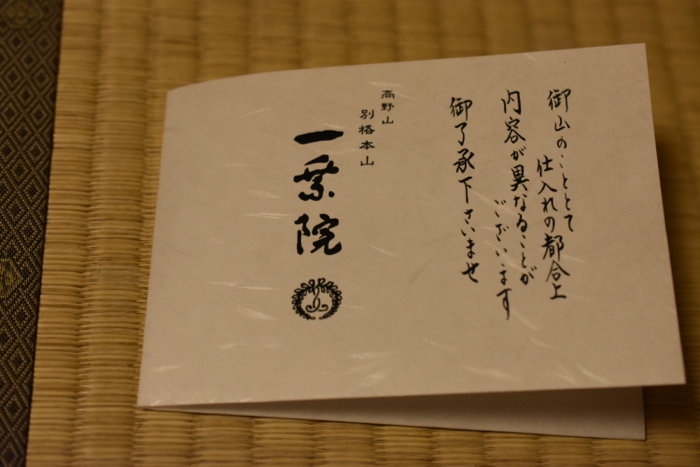 御山のこととて
仕入れの都合上
内容が異なることが
ございます
御了承下さいませ
高野山
別格本山
一乗院